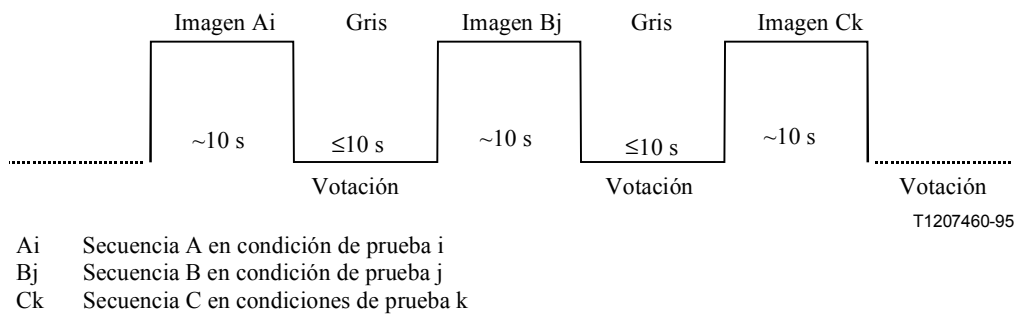 Imagen Ai Gris Imagen Bj Gris Imagen Ck
~10 s ≤10 s ~10 s ≤10 s ~10 s
Votación Votación Votación
T1207460-95
Ai Secuencia A en condición de prueba i
Bj Secuencia B en condición de prueba j
Ck Secuencia C en condiciones de prueba k